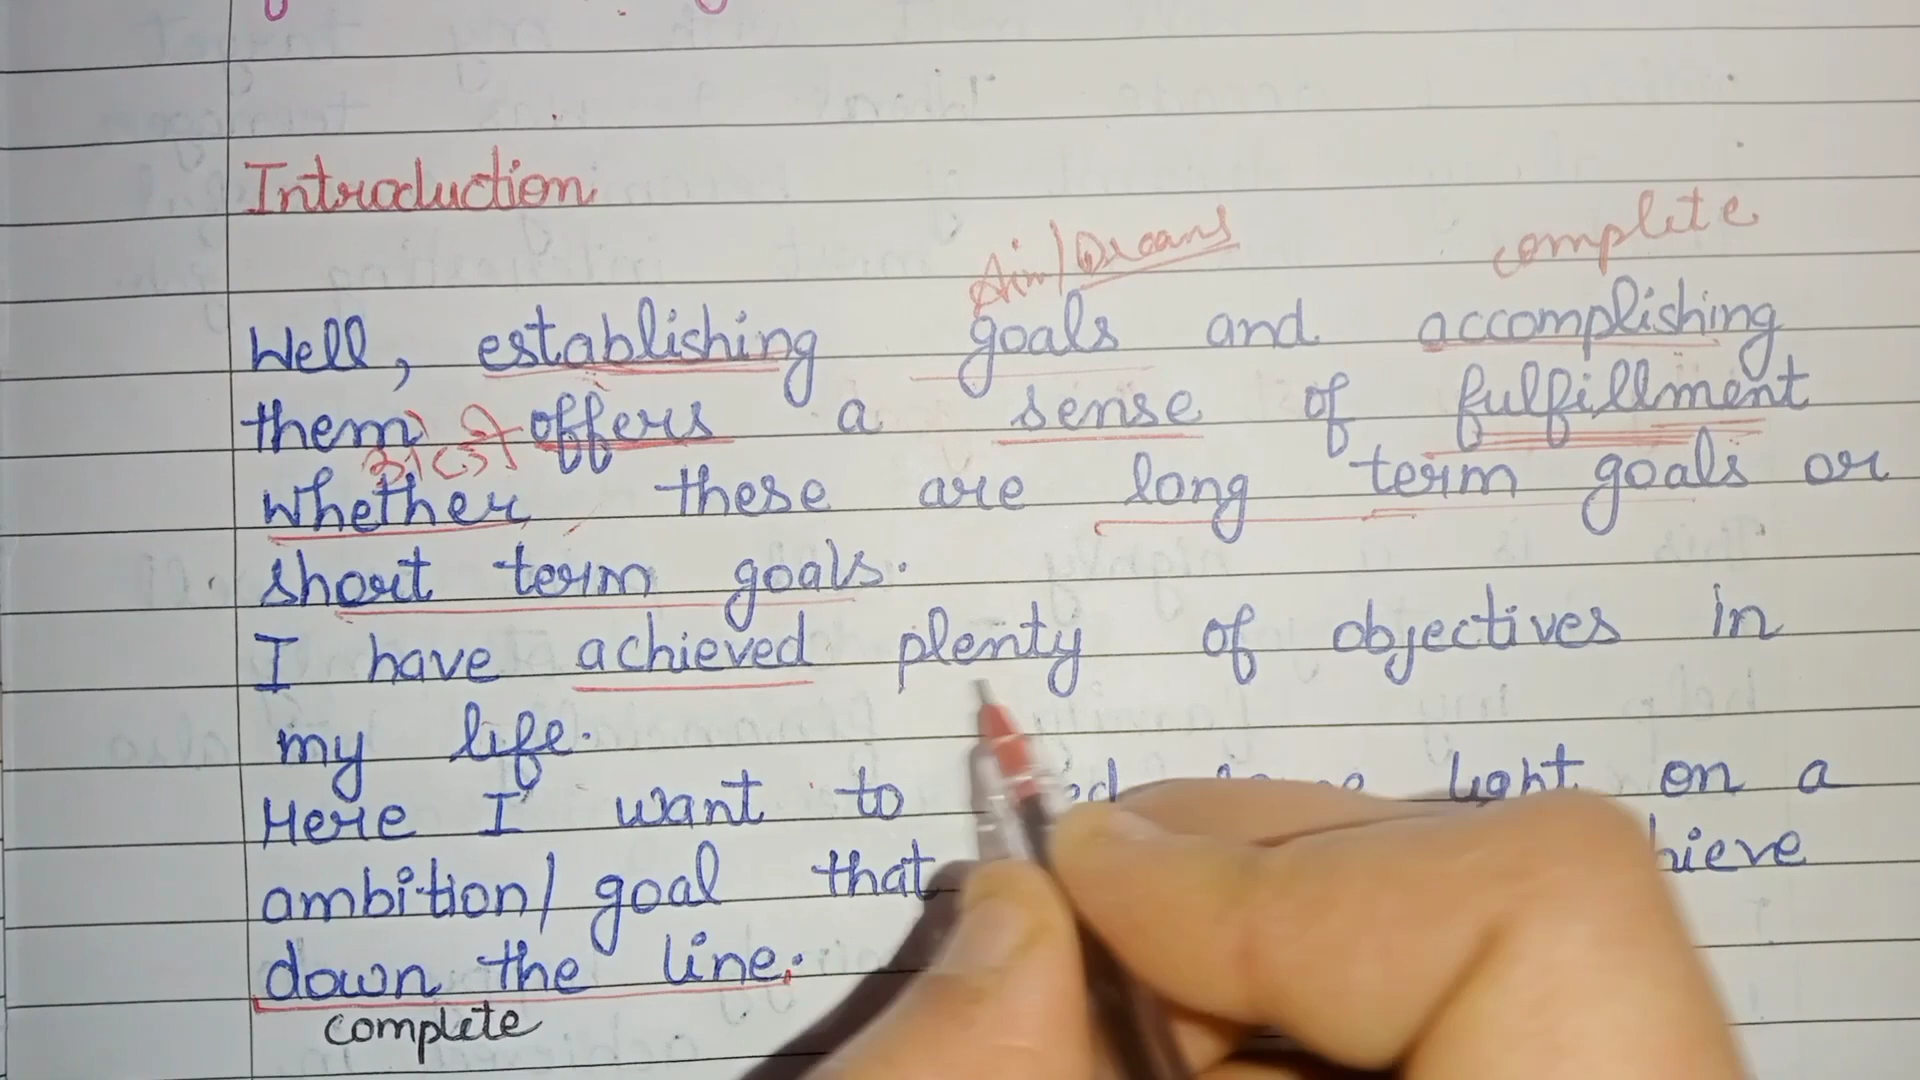 Introduction
Aim/Dreams complete
Well, establishing goals and accomplishing
them offers a sense of fulfillment
whether these are long term goals or
short term goals.
I have achieved plenty of objectives in
my life.
Here I want to light on a
ambition/ goal that
down the line.
complete